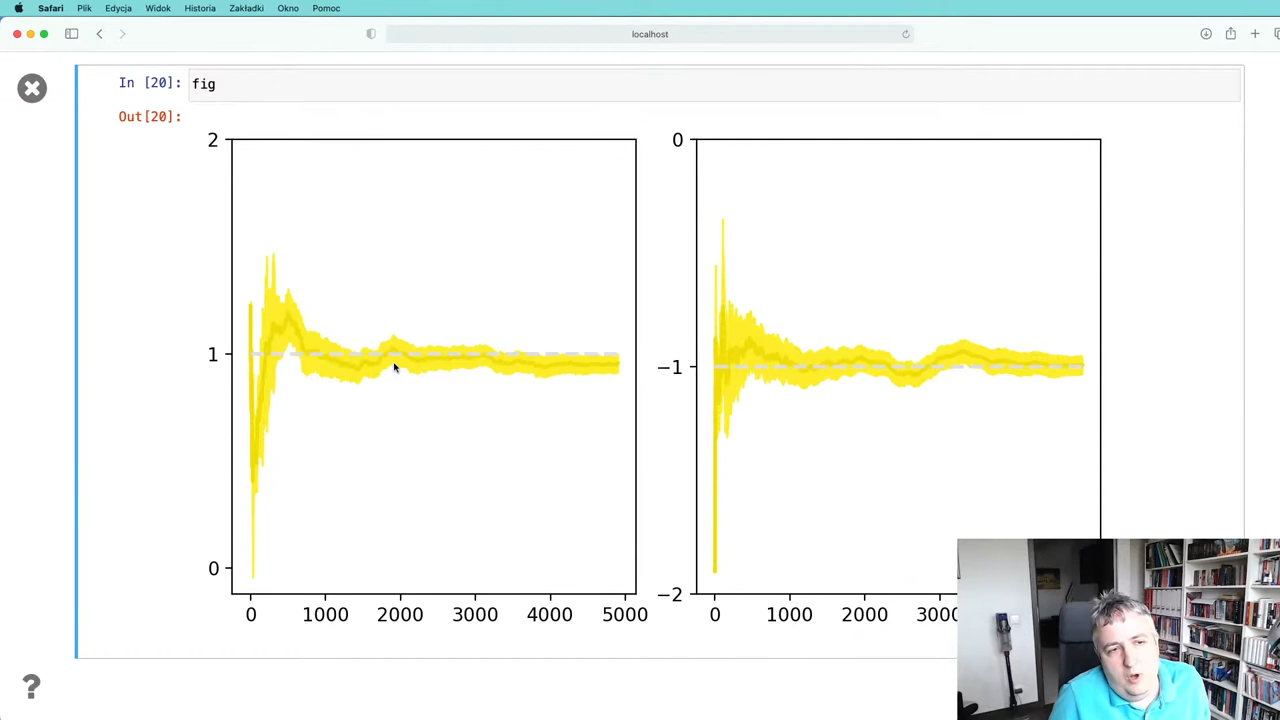 Safari Plik Edycja Widok Historia Zakładki Okno Pomoc
localhost
In [20]: fig
Out[20]:
2
1
0
0 1000 2000 3000 4000 5000
0
−1
−2
0 1000 2000 3000
?